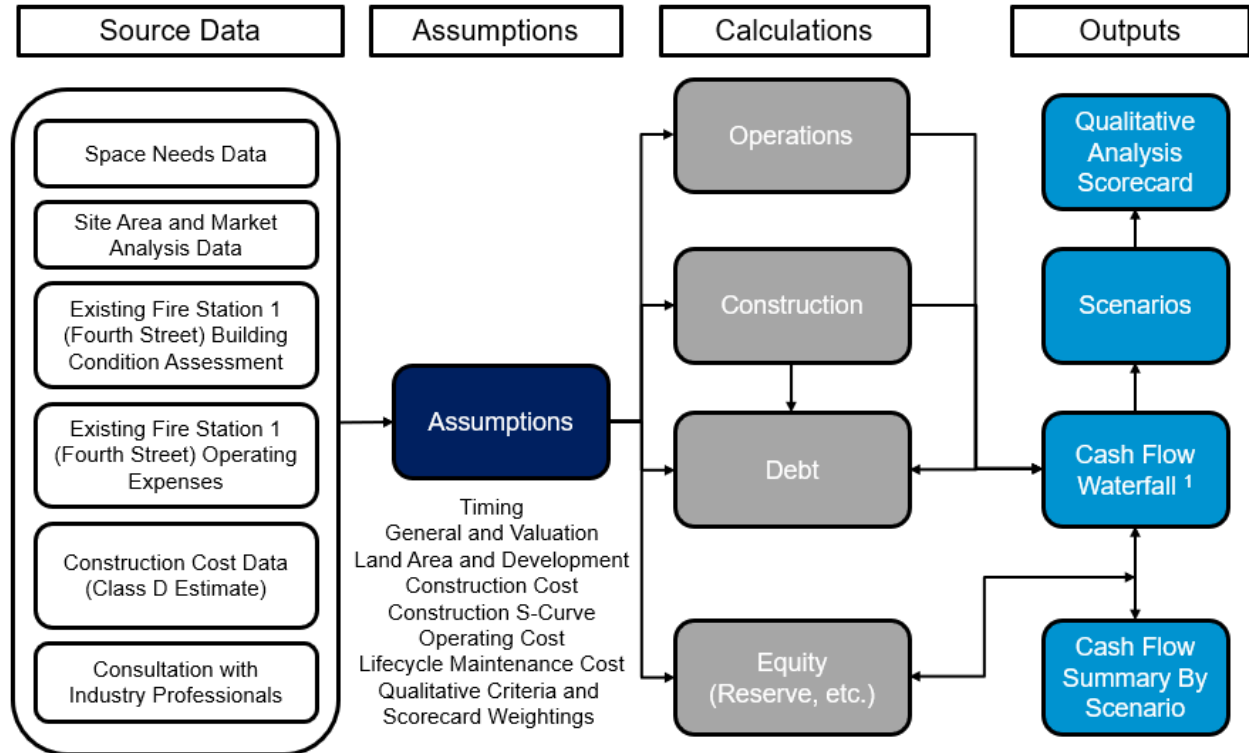 Source Data
Assumptions
Calculations
Outputs
Space Needs Data
Site Area and Market
Analysis Data
Existing Fire Station 1
(Fourth Street) Building
Condition Assessment
Existing Fire Station 1
(Fourth Street) Operating
Expenses
Construction Cost Data
(Class D Estimate)
Consultation with
Industry Professionals
Assumptions
Timing
General and Valuation
Land Area and Development
Construction Cost
Construction S-Curve
Operating Cost
Lifecycle Maintenance Cost
Qualitative Criteria and
Scorecard Weightings
Operations
Construction
Debt
Equity
(Reserve, etc.)
Qualitative
Analysis
Scorecard
Scenarios
Cash Flow
Waterfall ¹
Cash Flow
Summary By
Scenario